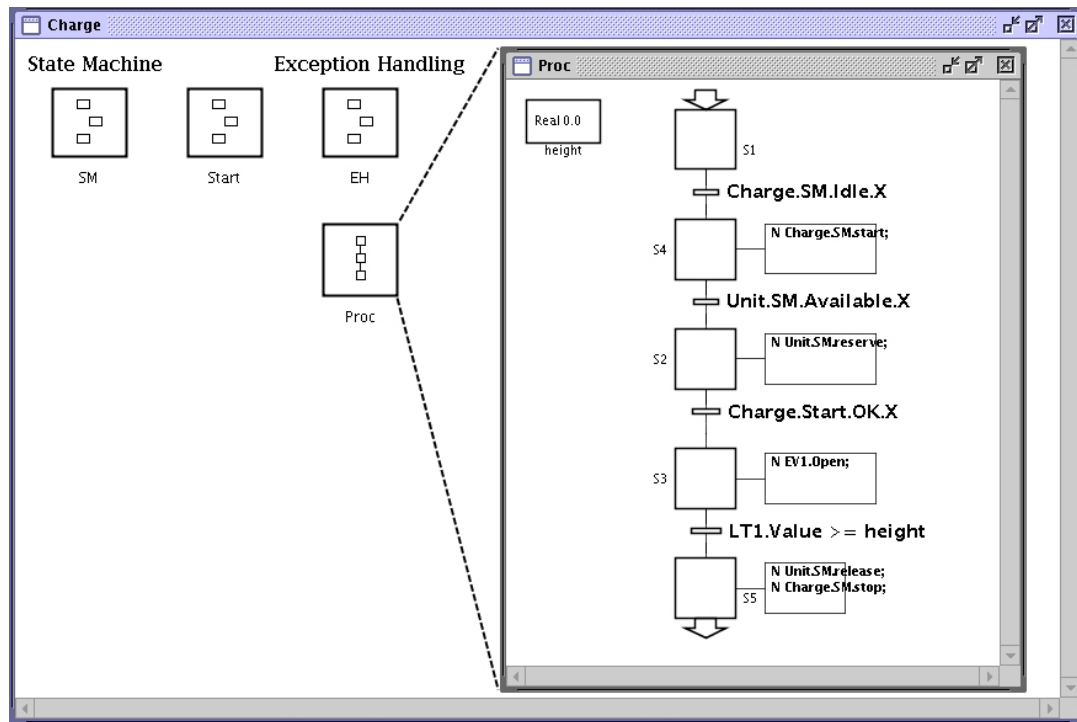 Charge
State Machine
Exception Handling
SM
Start
EH
Proc
Proc
Real 0.0
height
S1
Charge.SM.Idle.X
S4
N Charge.SM.start;
Unit.SM.Available.X
S2
N Unit.SM.reserve;
Charge.Start.OK.X
S3
N EV1.Open;
LT1.Value >= height
S5
N Unit.SM.release;
N Charge.SM.stop;